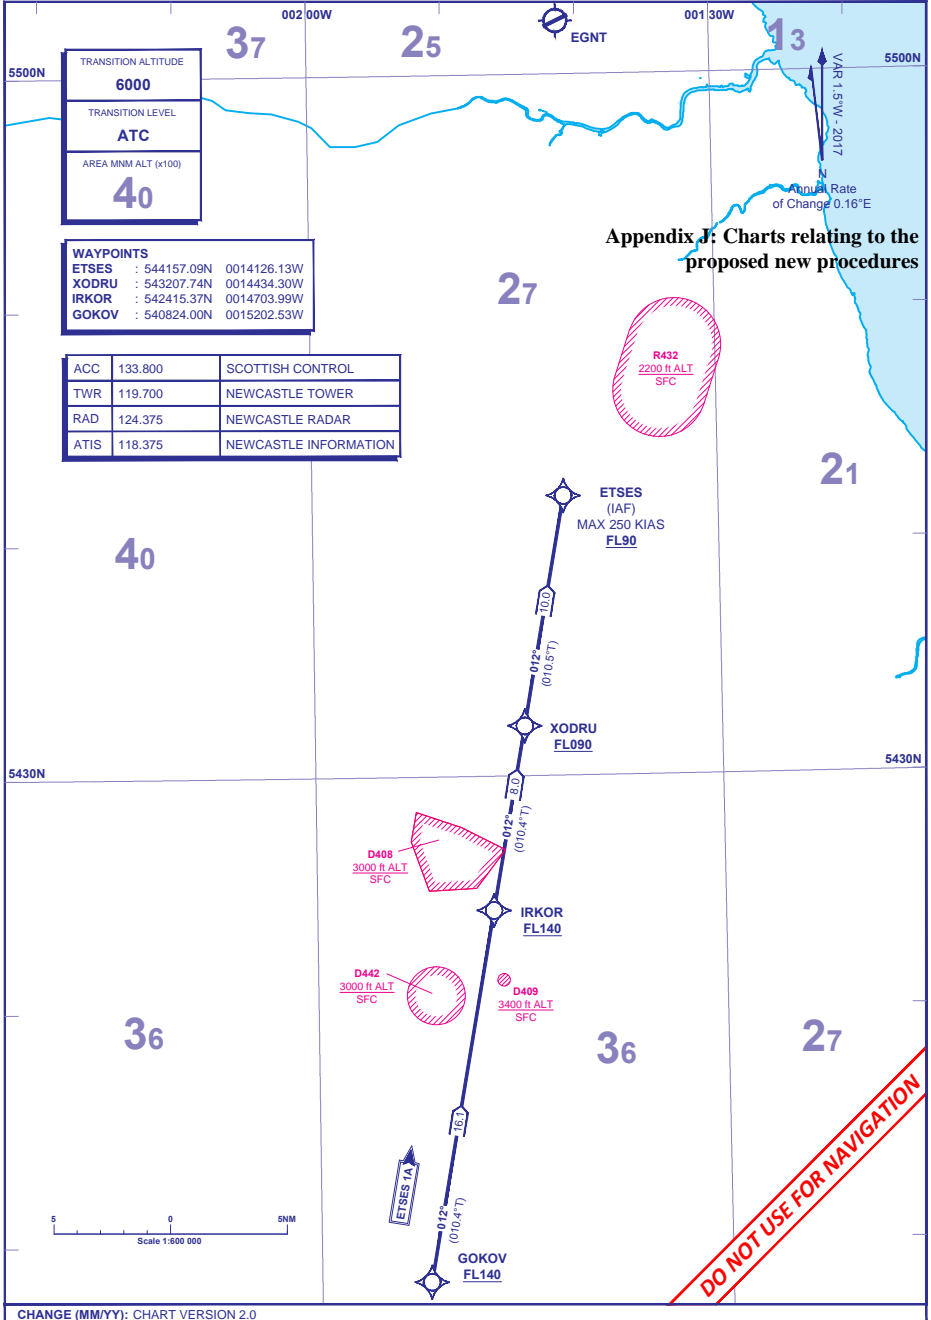 002 00W
001 30W
37
25
13
EGNT
5500N
5500N
TRANSITION ALTITUDE
6000
TRANSITION LEVEL
ATC
AREA MNM ALT (x100)
40
VAR 1.5°W - 2017
N
Annual Rate
of Change 0.16°E
Appendix J: Charts relating to the
proposed new procedures
WAYPOINTS
ETSES : 544157.09N 0014126.13W
XODRU : 543207.74N 0014434.30W
IRKOR : 542415.37N 0014703.99W
GOKOV : 540824.00N 0015202.53W
27
R432
2200 ft ALT
SFC
ACC 133.800 SCOTTISH CONTROL
TWR 119.700 NEWCASTLE TOWER
RAD 124.375 NEWCASTLE RADAR
ATIS 118.375 NEWCASTLE INFORMATION
21
ETSES
(IAF)
MAX 250 KIAS
FL90
40
10.0
012°
(010.5°T)
XODRU
FL090
5430N
5430N
8.0
012°
(010.4°T)
D408
3000 ft ALT
SFC
IRKOR
FL140
D442
3000 ft ALT
SFC
D409
3400 ft ALT
SFC
36
36
27
16.1
ETSES 1A
012°
(010.4°T)
5 0 5NM
Scale 1:600 000
GOKOV
FL140
DO NOT USE FOR NAVIGATION
CHANGE (MM/YY): CHART VERSION 2.0